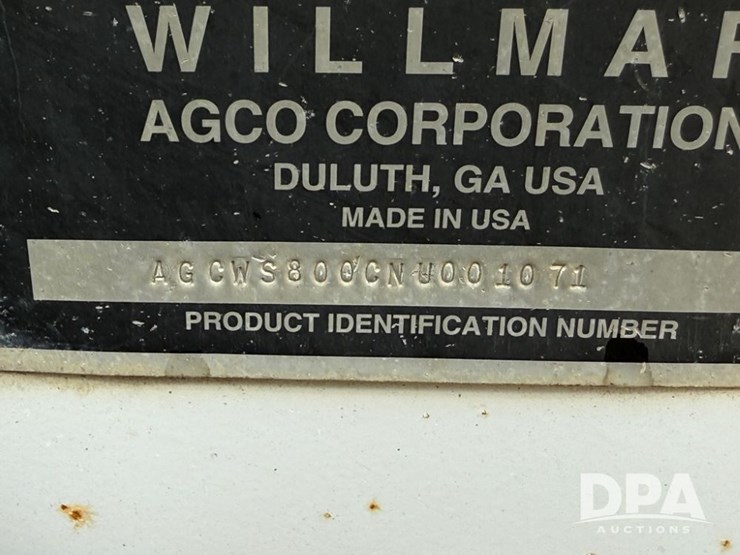 WILLMAR
AGCO CORPORATION
DULUTH, GA USA
MADE IN USA
AGCWS800CNU001071
PRODUCT IDENTIFICATION NUMBER
DPA
AUCTIONS